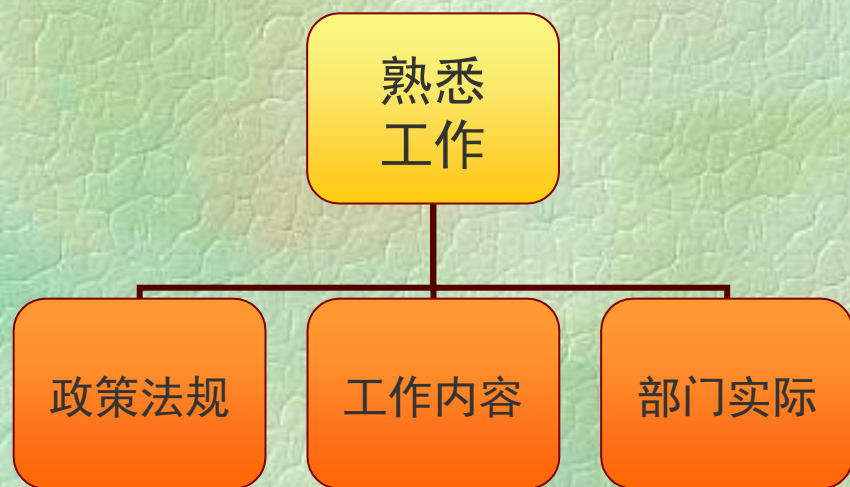 熟悉
工作
政策法规
工作内容
部门实际